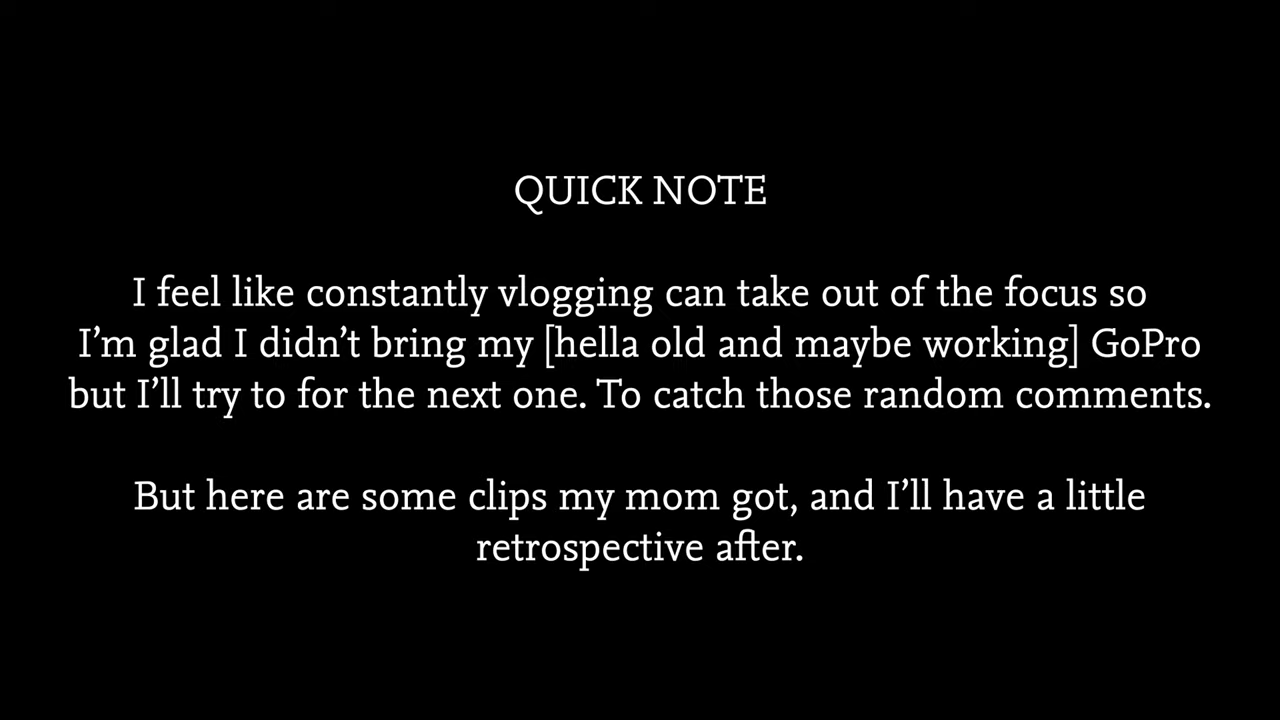 QUICK NOTE
I feel like constantly vlogging can take out of the focus so
I’m glad I didn’t bring my [hella old and maybe working] GoPro
but I’ll try to for the next one. To catch those random comments.
But here are some clips my mom got, and I’ll have a little
retrospective after.